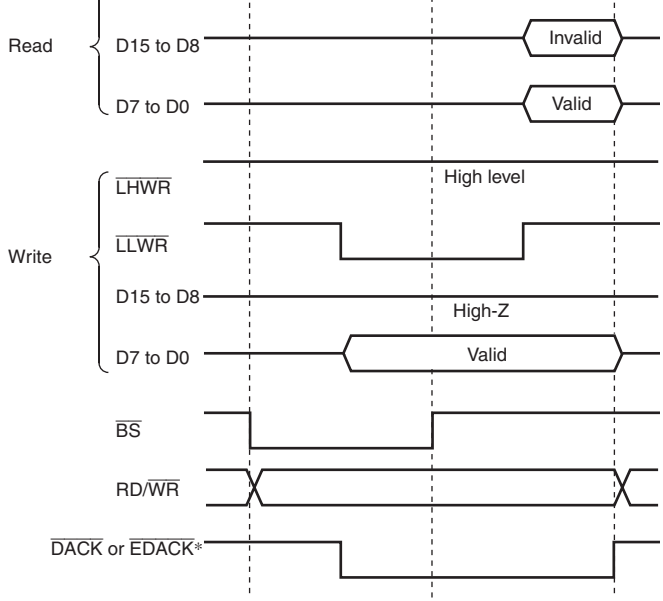 Read
D15 to D8
Invalid
D7 to D0
Valid
LHWR
High level
LLWR
Write
D15 to D8
High-Z
D7 to D0
Valid
BS
RD/WR
DACK or EDACK*